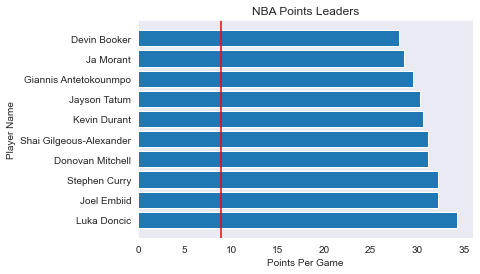 NBA Points Leaders
Player Name
Devin Booker
Ja Morant
Giannis Antetokounmpo
Jayson Tatum
Kevin Durant
Shai Gilgeous-Alexander
Donovan Mitchell
Stephen Curry
Joel Embiid
Luka Doncic
0 5 10 15 20 25 30 35
Points Per Game